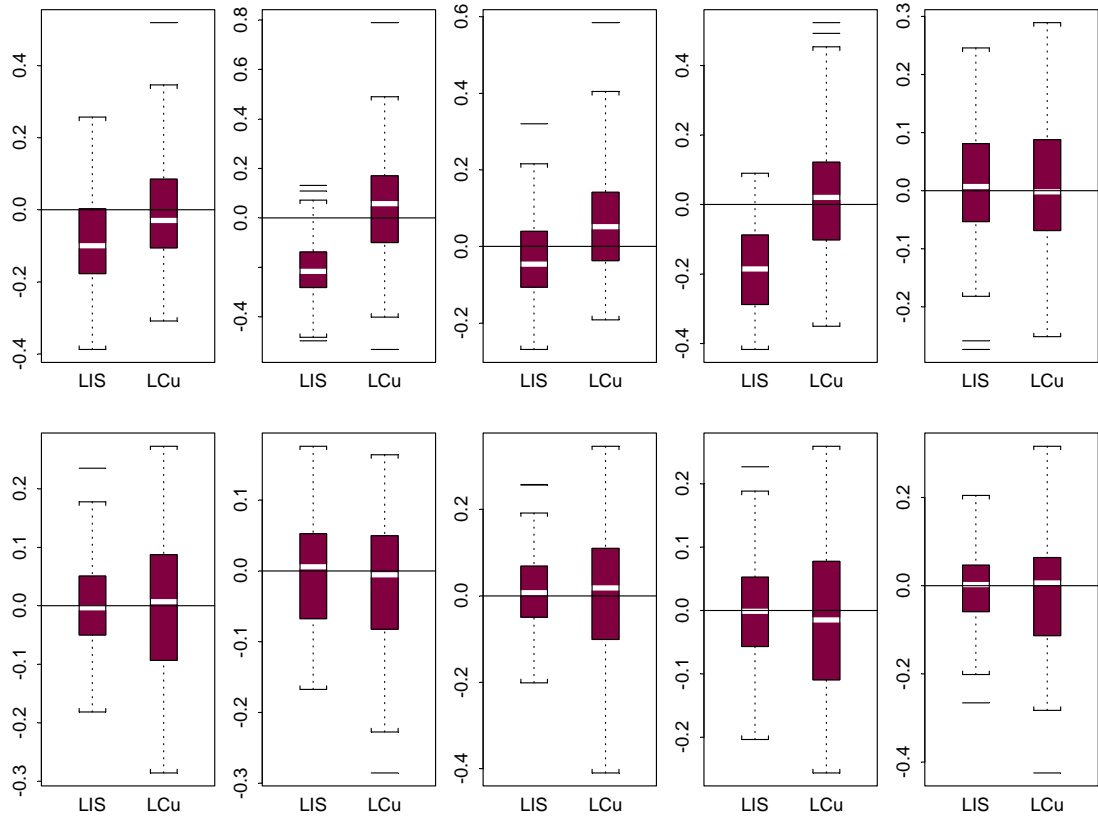 -0.4 -0.2 0.0 0.2 0.4
LIS LCu
-0.4 0.0 0.2 0.4 0.6 0.8
LIS LCu
-0.2 0.0 0.2 0.4 0.6
LIS LCu
-0.4 -0.2 0.0 0.2 0.4
LIS LCu
-0.2 -0.1 0.0 0.1 0.2 0.3
LIS LCu
-0.3 -0.2 -0.1 0.0 0.1 0.2
LIS LCu
-0.3 -0.2 -0.1 0.0 0.1
LIS LCu
-0.4 -0.2 0.0 0.2
LIS LCu
-0.2 -0.1 0.0 0.1 0.2
LIS LCu
-0.4 -0.2 0.0 0.2
LIS LCu